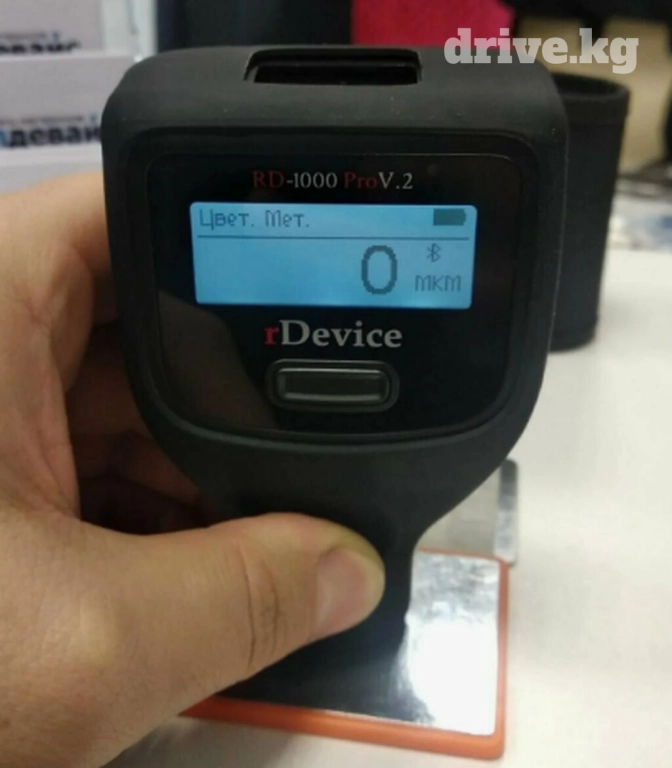 drive.kg
RD-1000 ProV.2
Цвет. Мет.
0
мкм
rDevice